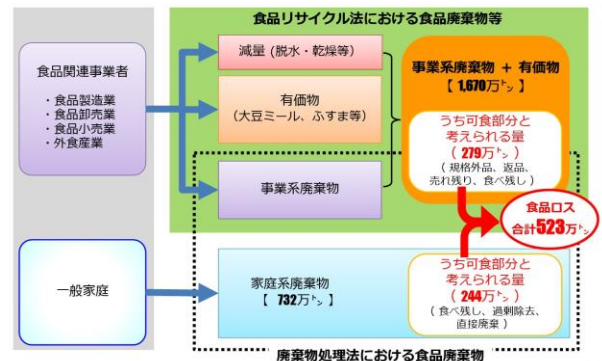 食品リサイクル法における食品廃棄物等
食品関連事業者
・食品製造業
・食品卸売業
・食品小売業
・外食産業
減量 (脱水・乾燥等)
有価物
(大豆ミール、ふすま等)
事業系廃棄物
事業系廃棄物 + 有価物
【 1,670万㌧ 】
うち可食部分と
考えられる量
( 279万㌧ )
( 規格外品、返品、
売れ残り、食べ残し )
食品ロス
合計523万㌧
一般家庭
家庭系廃棄物
【 732万㌧ 】
うち可食部分と
考えられる量
( 244万㌧ )
( 食べ残し、過剰除去、
直接廃棄 )
廃棄物処理法における食品廃棄物